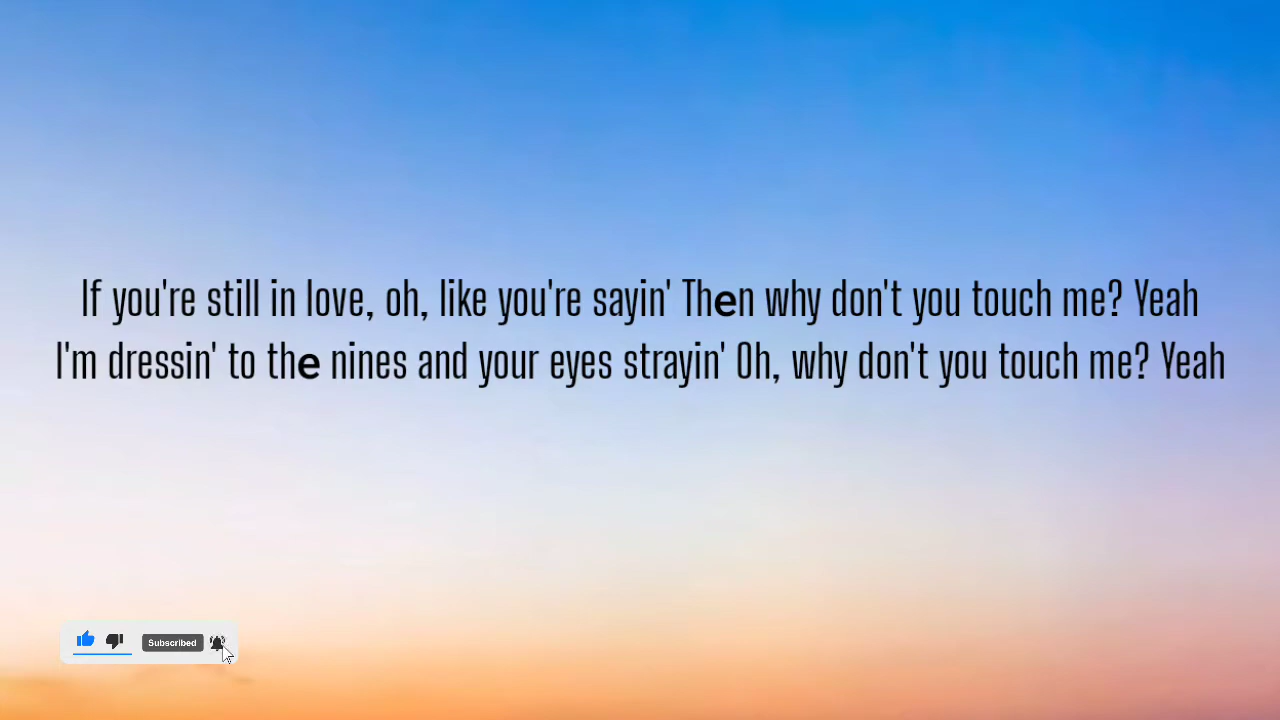 If you're still in love, oh, like you're sayin' Then why don't you touch me? Yeah
I'm dressin' to the nines and your eyes strayin' Oh, why don't you touch me? Yeah
Subscribed